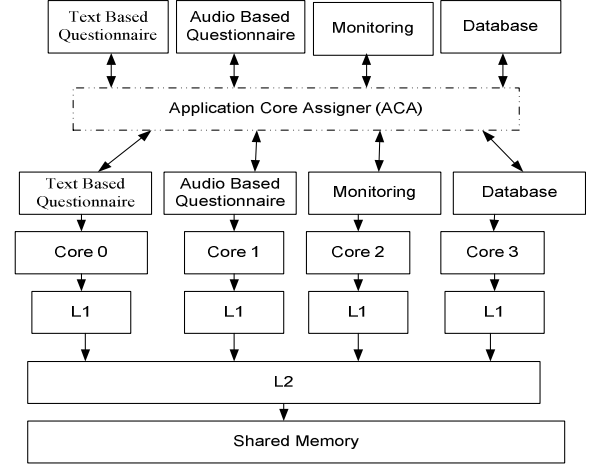 Text Based
Questionnaire
Audio Based
Questionnaire
Monitoring
Database
Application Core Assigner (ACA)
Text Based
Questionnaire
Audio Based
Questionnaire
Monitoring
Database
Core 0
Core 1
Core 2
Core 3
L1
L1
L1
L1
L2
Shared Memory